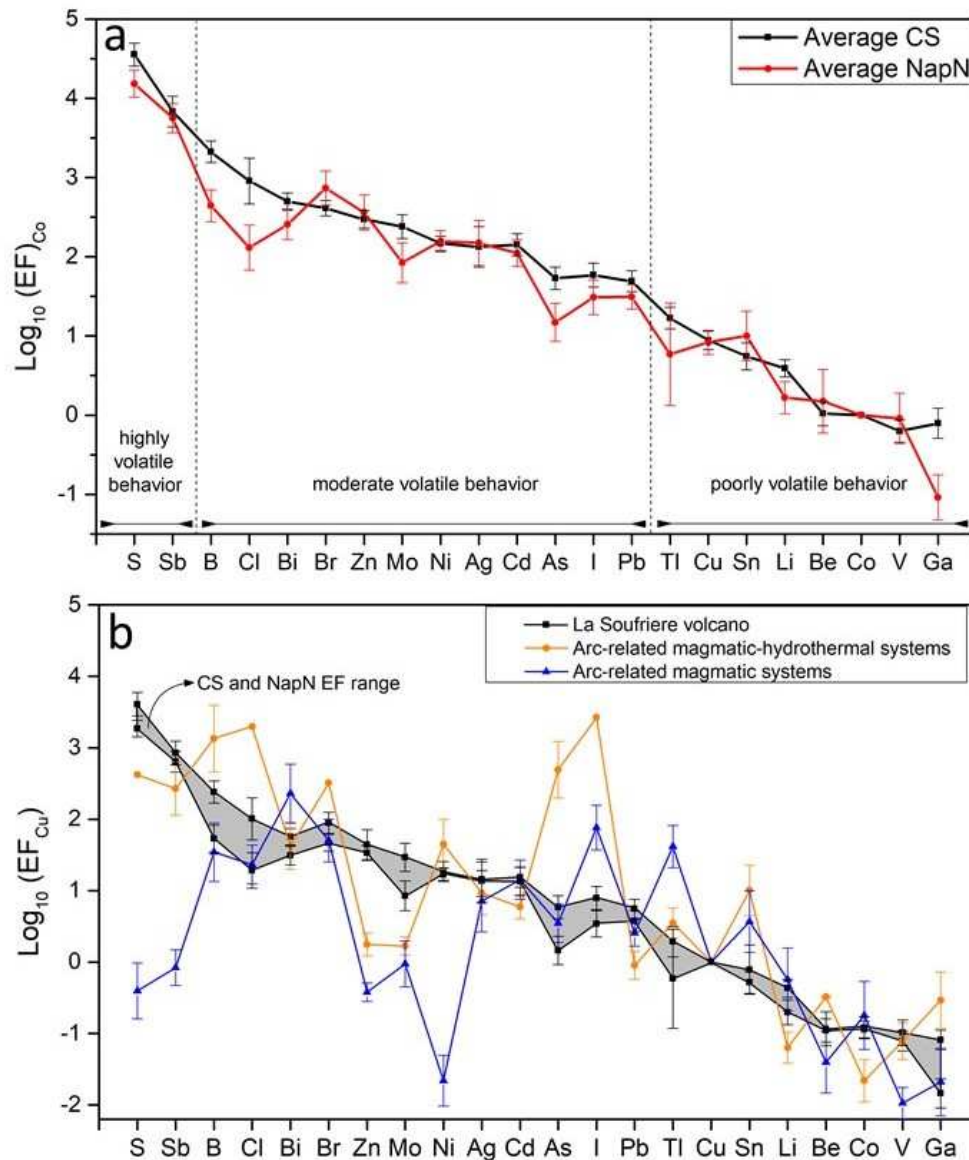 a
Average CS
Average NapN
5
4
3
2
1
0
-1
Log10 (EF)Co
highly
volatile
behavior
moderate volatile behavior
poorly volatile behavior
S Sb B Cl Bi Br Zn Mo Ni Ag Cd As I Pb Tl Cu Sn Li Be Co V Ga
b
La Soufriere volcano
Arc-related magmatic-hydrothermal systems
Arc-related magmatic systems
CS and NapN EF range
5
4
3
2
1
0
-1
-2
Log10 (EFCu)
S Sb B Cl Bi Br Zn Mo Ni Ag Cd As I Pb Tl Cu Sn Li Be Co V Ga